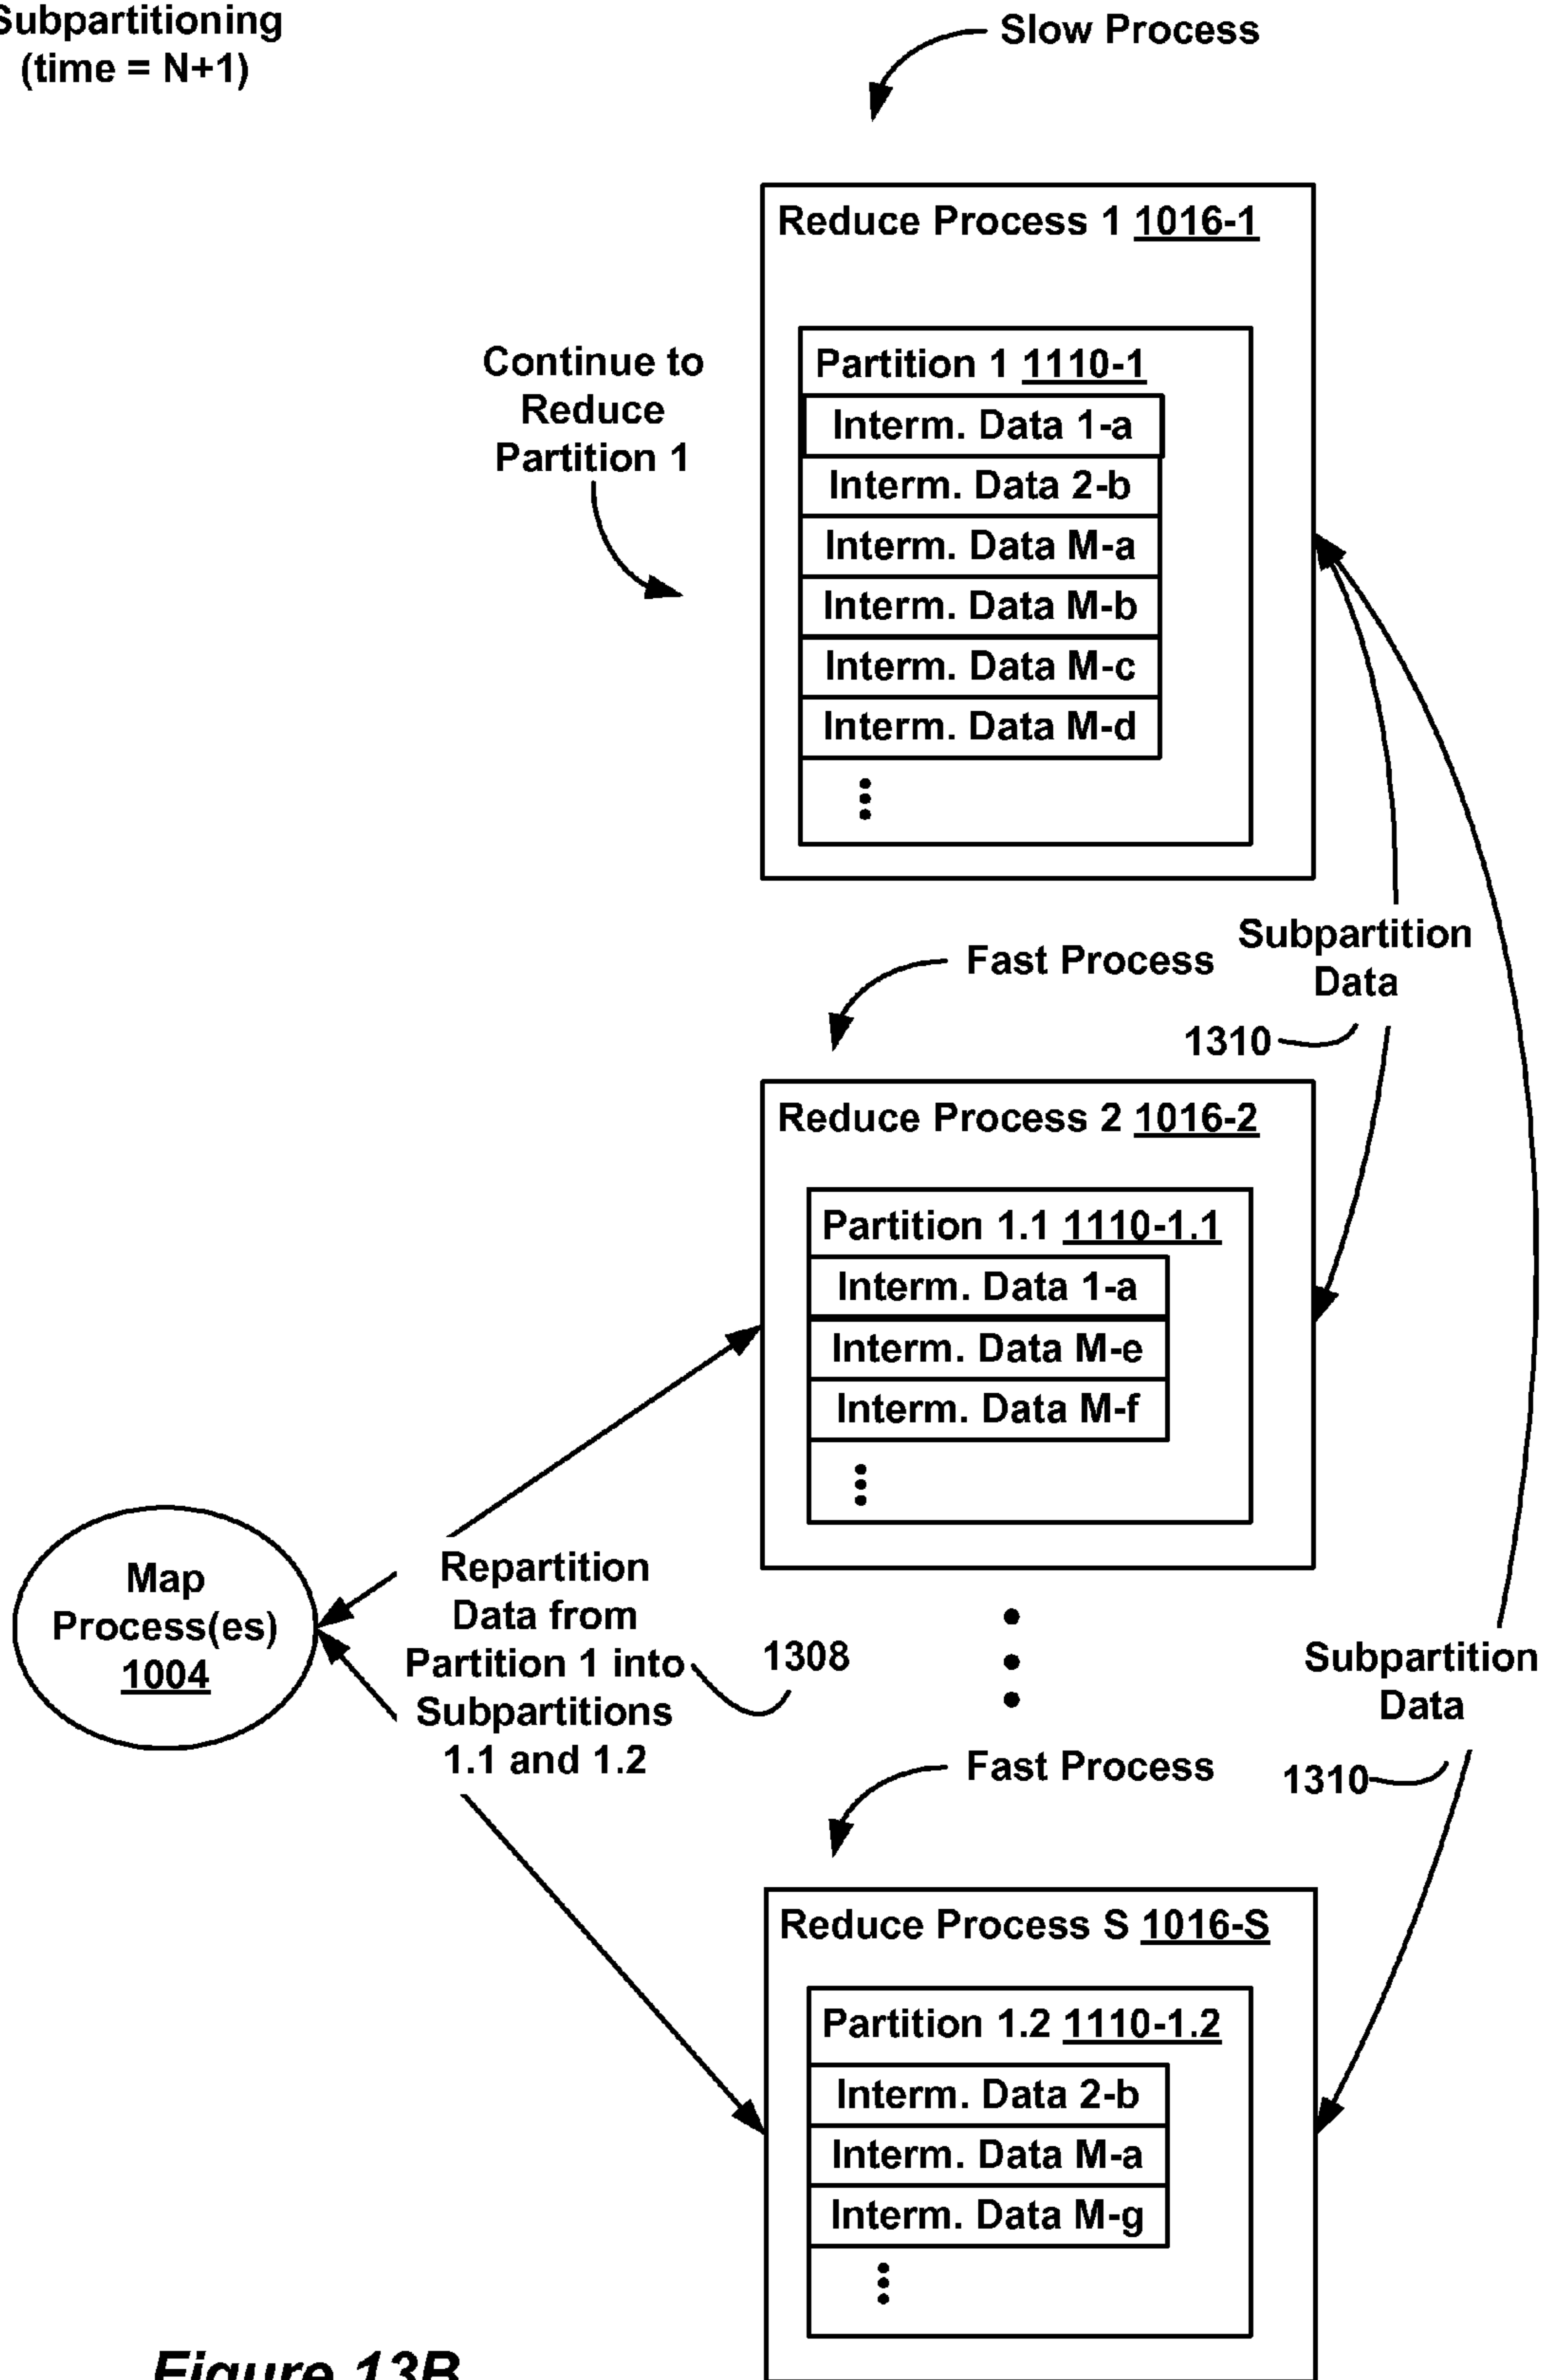 Subpartitioning
(time = N+1)
Slow Process
Reduce Process 1 1016-1
Continue to
Reduce
Partition 1
Partition 1 1110-1
Interm. Data 1-a
Interm. Data 2-b
Interm. Data M-a
Interm. Data M-b
Interm. Data M-c
Interm. Data M-d
Fast Process
Subpartition
Data
1310
Reduce Process 2 1016-2
Partition 1.1 1110-1.1
Interm. Data 1-a
Interm. Data M-e
Interm. Data M-f
Map
Process(es)
1004
Repartition
Data from
Partition 1 into
Subpartitions
1.1 and 1.2
1308
Subpartition
Data
1310
Fast Process
Reduce Process S 1016-S
Partition 1.2 1110-1.2
Interm. Data 2-b
Interm. Data M-a
Interm. Data M-g
Figure 13B